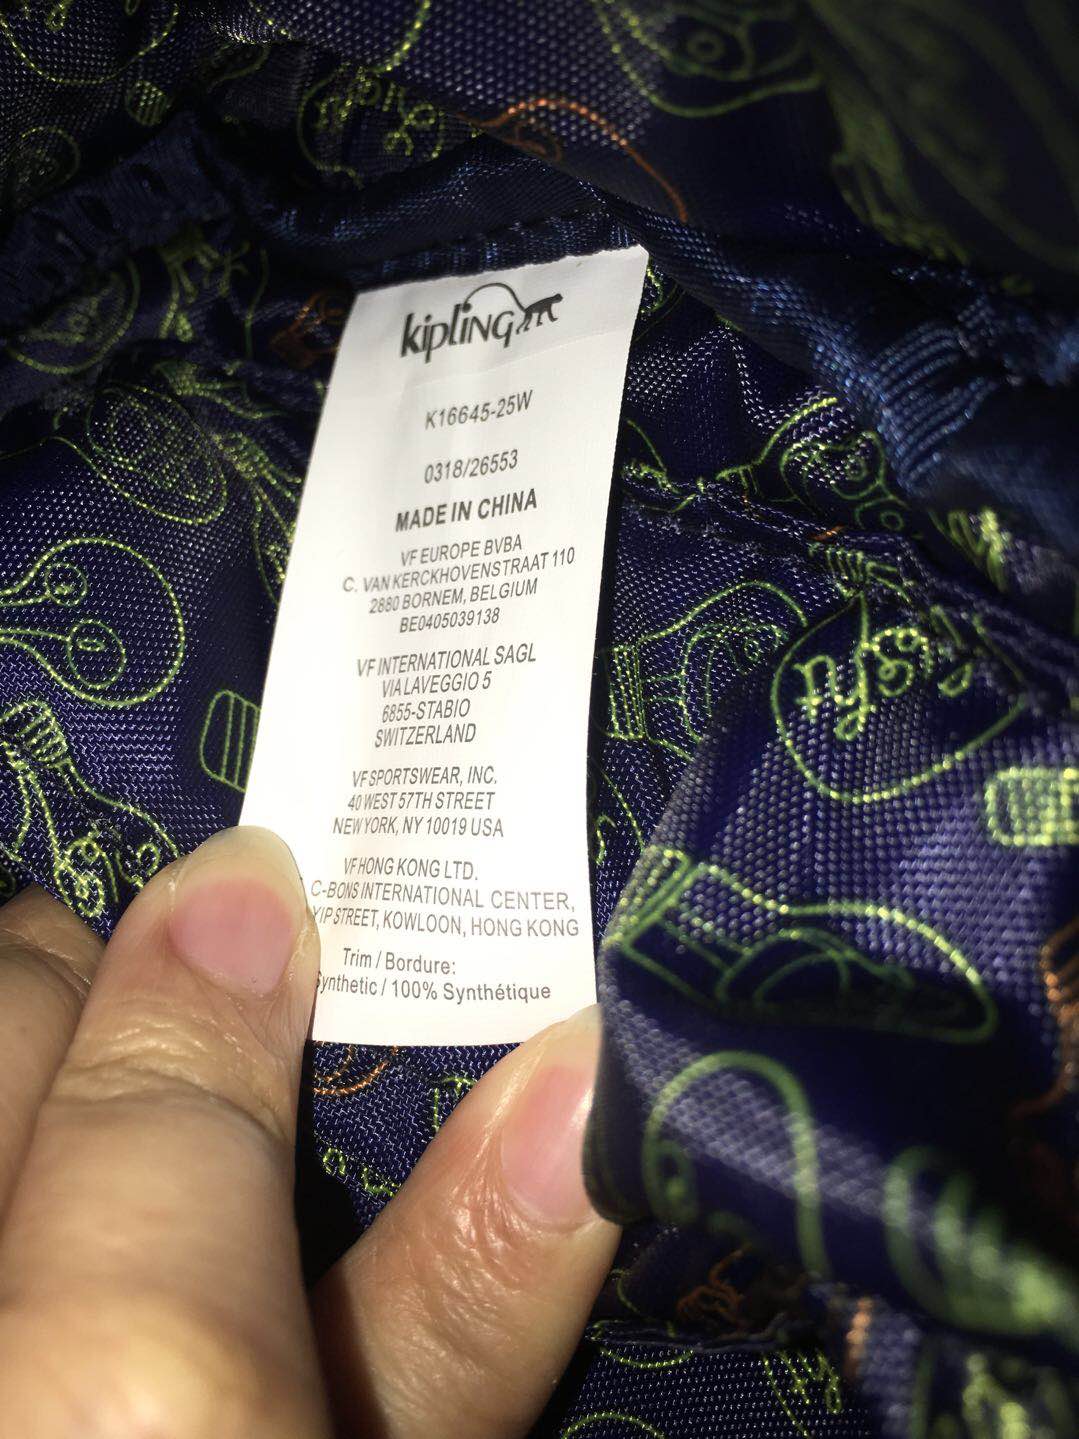 kipling
K16645-25W
0318/26553
MADE IN CHINA
VF EUROPE BVBA
C. VAN KERCKHOVENSTRAAT 110
2880 BORNEM, BELGIUM
BE0405039138
VF INTERNATIONAL SAGL
VIA LAVEGGIO 5
6855-STABIO
SWITZERLAND
VF SPORTSWEAR, INC.
40 WEST 57TH STREET
NEW YORK, NY 10019 USA
VF HONG KONG LTD.
C-BONS INTERNATIONAL CENTER,
STREET, KOWLOON, HONG KONG
Trim / Bordure:
/ 100% Synthétique